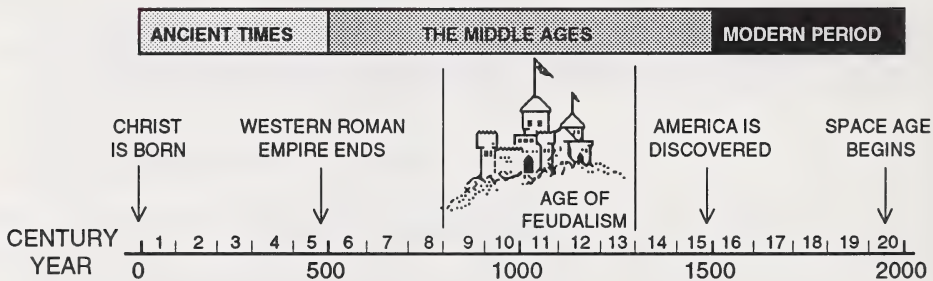 ANCIENT TIMES THE MIDDLE AGES MODERN PERIOD
CHRIST
IS BORN
WESTERN ROMAN
EMPIRE ENDS
AGE OF
FEUDALISM
AMERICA IS
DISCOVERED
SPACE AGE
BEGINS
CENTURY 1 2 3 4 5 6 7 8 9 10 11 12 13 14 15 16 17 18 19 20
YEAR 0 500 1000 1500 2000